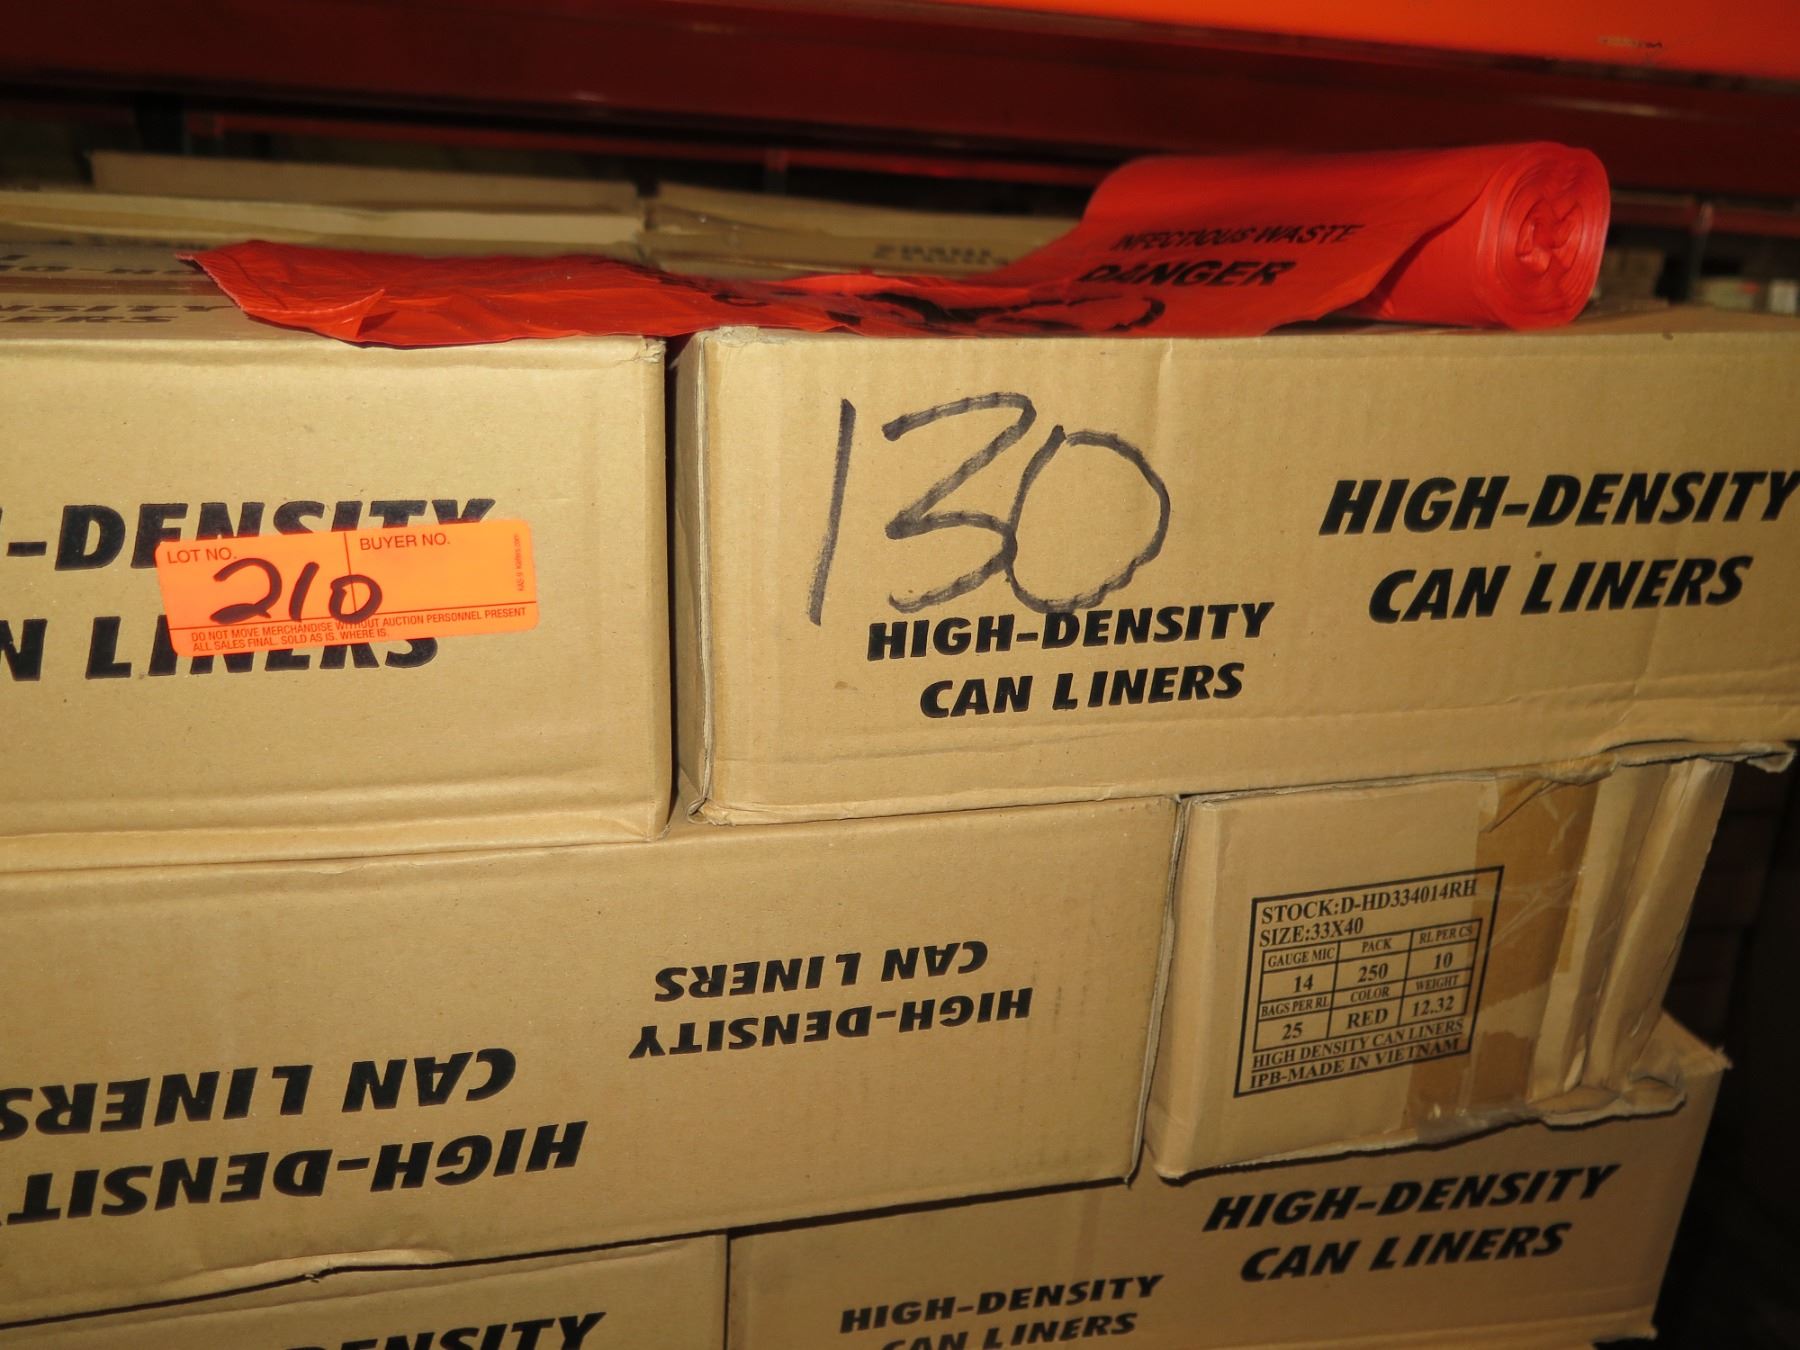 INFECTIOUS WASTE
DANGER
130
HIGH-DENSITY
CAN LINERS
HIGH-DENSITY
CAN LINERS
-DENSITY
N LINERS
LOT NO.
210
BUYER NO.
DO NOT MOVE MERCHANDISE WITHOUT AUCTION PERSONNEL PRESENT
ALL SALES FINAL. SOLD AS IS. WHERE IS.
HIGH-DENSITY
CAN LINERS
HIGH-DENSITY
CAN LINERS
STOCK:D-HD334014RH
SIZE:33X40
GAUGE MIC PACK RL PER CS
14 250 10
BAGS PER RL COLOR WEIGHT
25 RED 12.32
HIGH DENSITY CAN LINERS
IPB-MADE IN VIETNAM
HIGH-DENSITY
CAN LINERS
HIGH-DENSITY
CAN LINERS
ENSITY